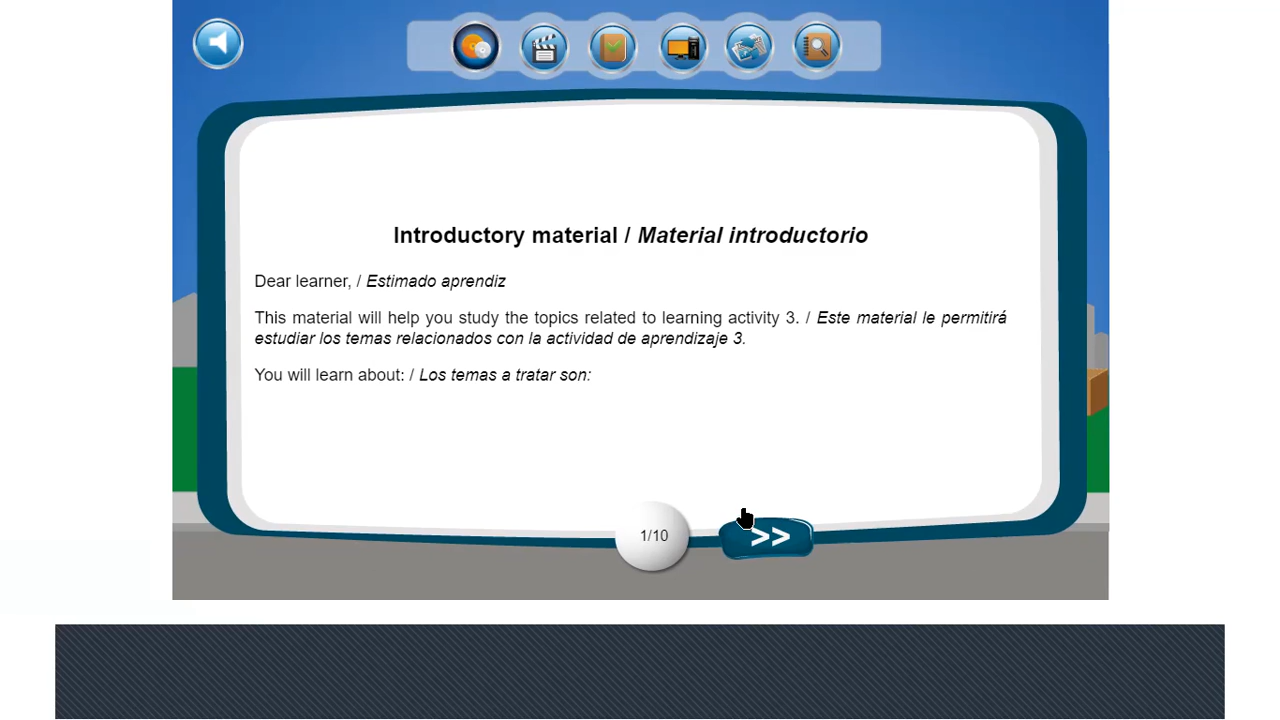 Introductory material / Material introductorio
Dear learner, / Estimado aprendiz
This material will help you study the topics related to learning activity 3. / Este material le permitirá
estudiar los temas relacionados con la actividad de aprendizaje 3.
You will learn about: / Los temas a tratar son:
1/10
>>